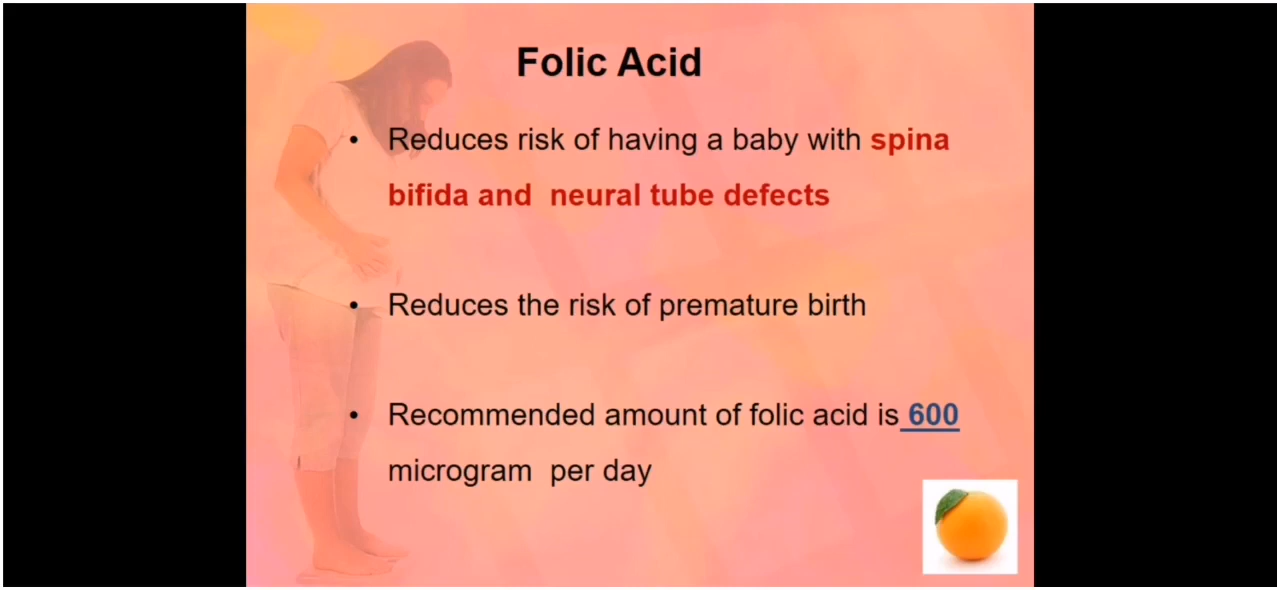 Folic Acid
• Reduces risk of having a baby with spina
bifida and  neural tube defects
• Reduces the risk of premature birth
• Recommended amount of folic acid is 600
microgram  per day